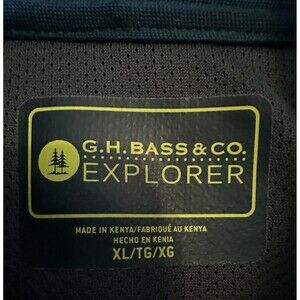 G.H. BASS & CO.
EXPLORER
MADE IN KENYA/FABRIQUÉ AU KENYA
HECHO EN KENIA
XL/TG/XG